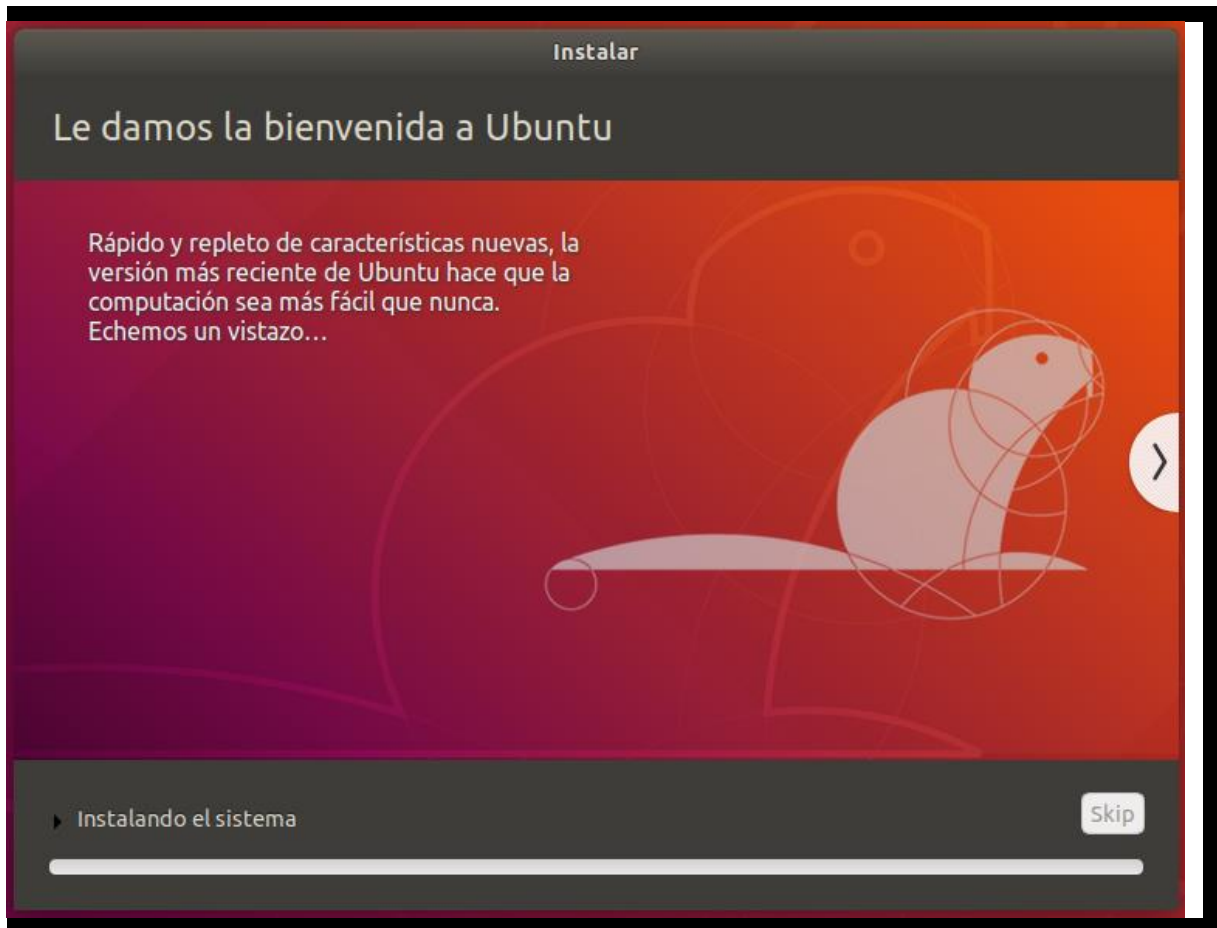 Instalar
Le damos la bienvenida a Ubuntu
Rápido y repleto de características nuevas, la
versión más reciente de Ubuntu hace que la
computación sea más fácil que nunca.
Echemos un vistazo…
Instalando el sistema
Skip